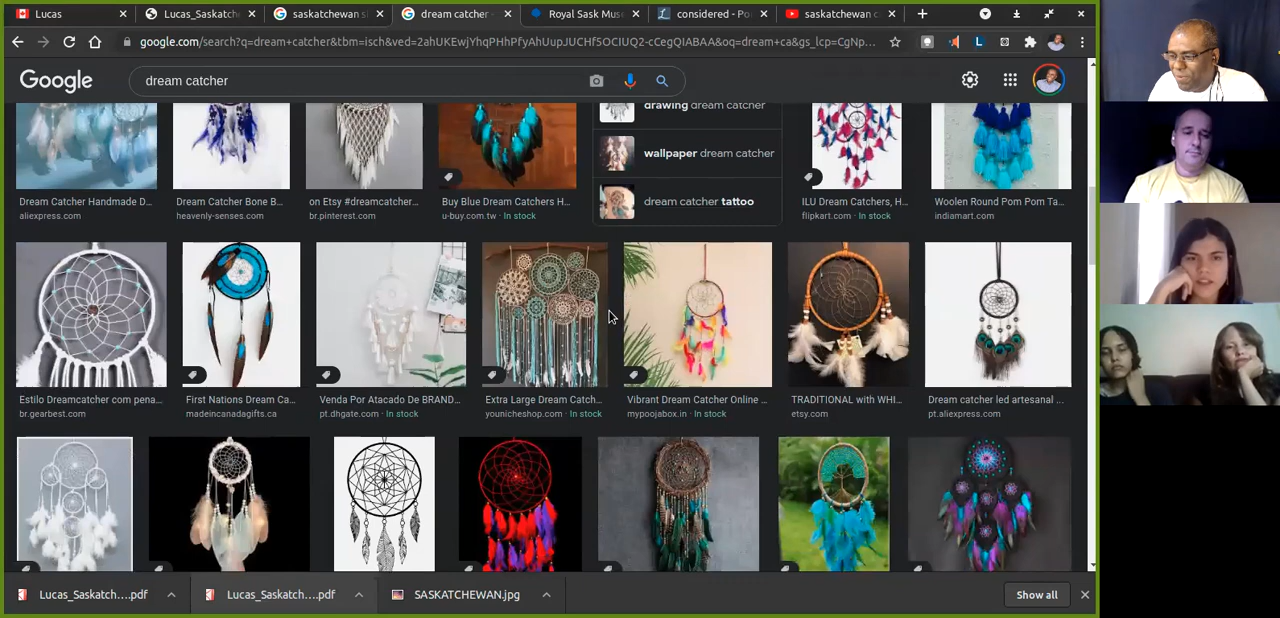 Lucas
Lucas_Saskatche
saskatchewan s
dream catcher -
Royal Sask Mus
considered - Po
saskatchewan c
google.com/search?q=dream+catcher&tbm=isch&ved=2ahUKEwjYhqPHhPfyAhUupJUCHfSOCIUQ2-cCegQIABAA&oq=dream+ca&gs_lcp=CgNp...
Google
dream catcher
drawing dream catcher
wallpaper dream catcher
dream catcher tattoo
Dream Catcher Handmade D...
aliexpress.com
Dream Catcher Bone B...
heavenly-senses.com
on Etsy #dreamcatcher...
br.pinterest.com
Buy Blue Dream Catchers H...
u-buy.com.tw · In stock
ILU Dream Catchers, H...
flipkart.com · In stock
Woolen Round Pom Pom Ta...
indiamart.com
Estilo Dreamcatcher com pena...
br.gearbest.com
First Nations Dream Ca...
madeincanadagifts.ca
Venda Por Atacado De BRAND...
pt.dhgate.com · In stock
Extra Large Dream Catch...
younicheshop.com · In stock
Vibrant Dream Catcher Online ...
mypoojabox.in · In stock
TRADITIONAL with WHI...
etsy.com
Dream catcher led artesanal ...
pt.aliexpress.com
Lucas_Saskatch....pdf
Lucas_Saskatch....pdf
SASKATCHEWAN.jpg
Show all